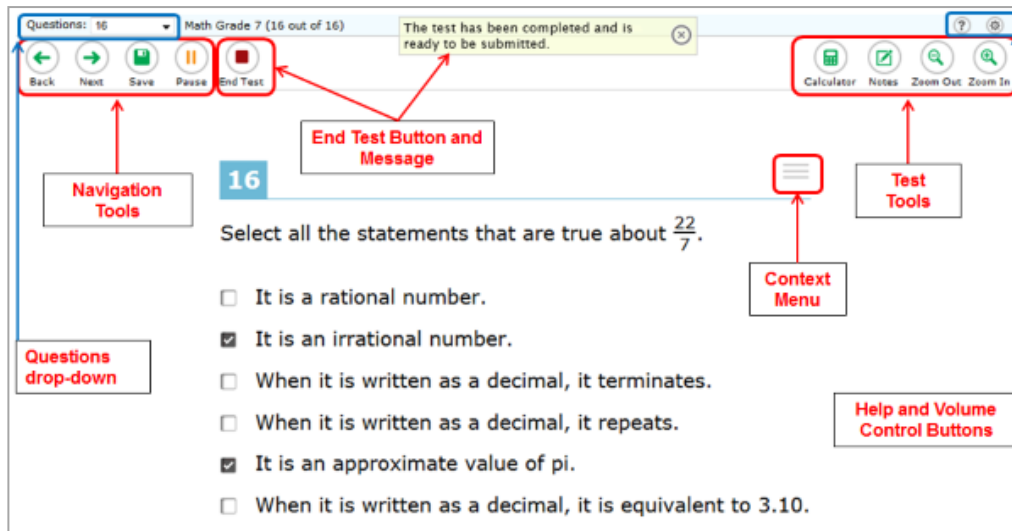 Questions: 16
Math Grade 7 (16 out of 16)
The test has been completed and is
ready to be submitted.
Back
Next
Save
Pause
End Test
Calculator
Notes
Zoom Out
Zoom In
End Test Button and
Message
Navigation
Tools
Test
Tools
16
Select all the statements that are true about 22/7.
Context
Menu
It is a rational number.
It is an irrational number.
Questions
drop-down
When it is written as a decimal, it terminates.
When it is written as a decimal, it repeats.
Help and Volume
Control Buttons
It is an approximate value of pi.
When it is written as a decimal, it is equivalent to 3.10.